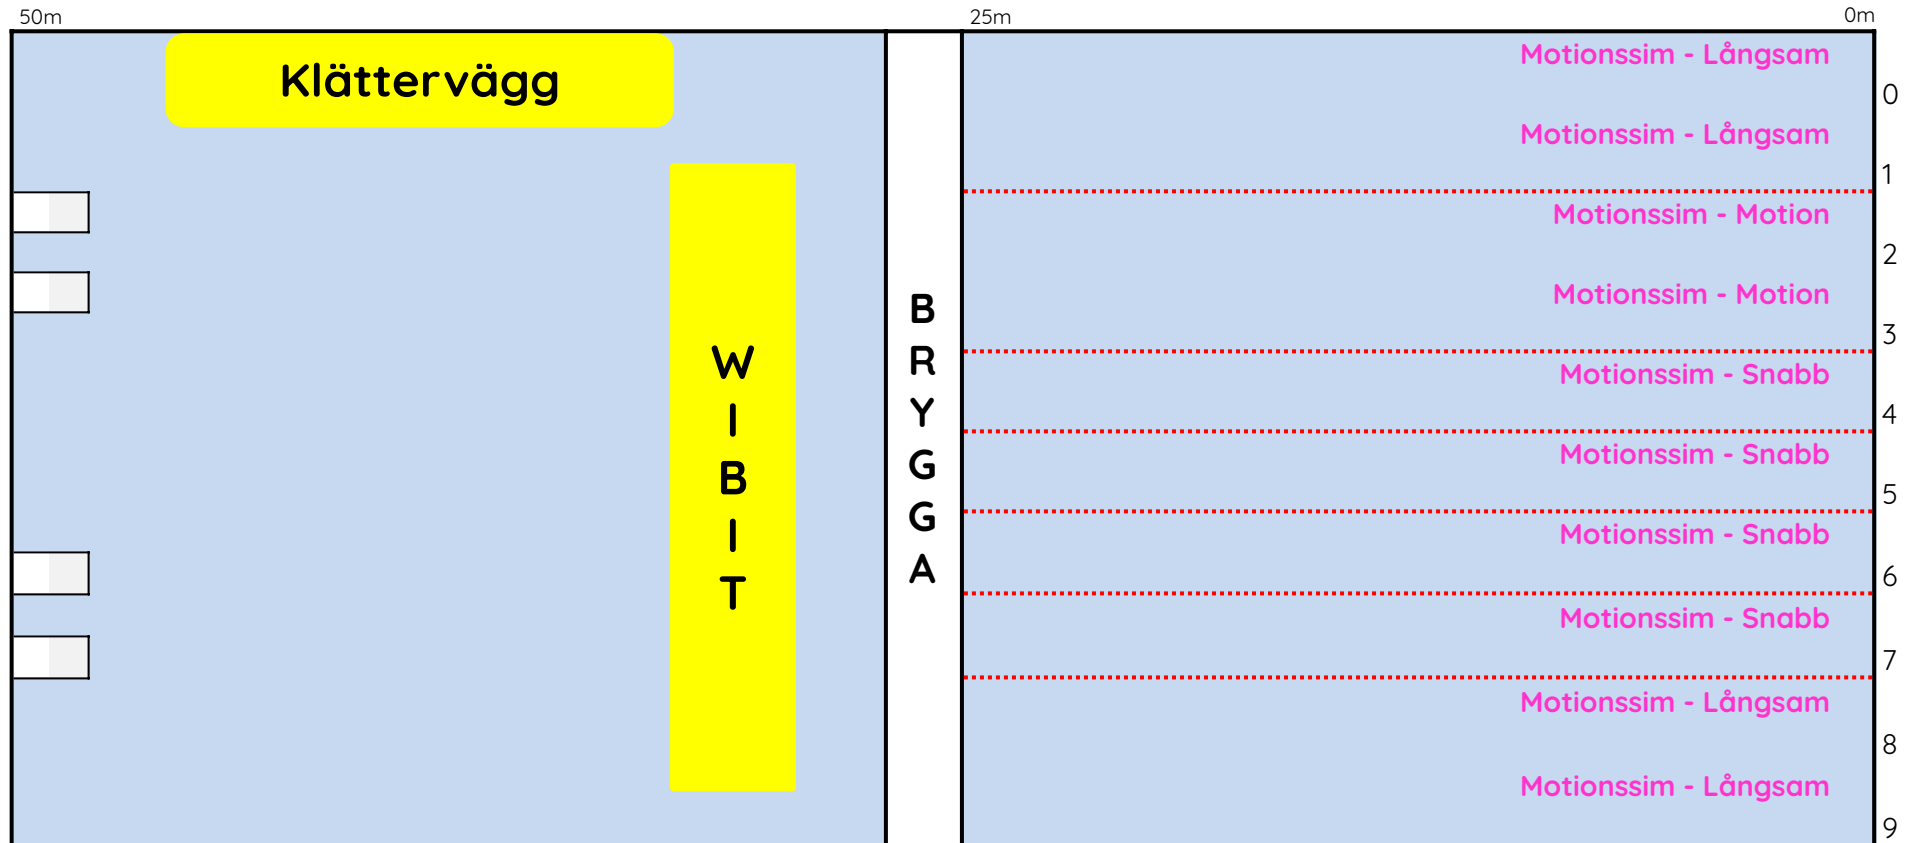 50m
25m
0m
Klättervägg
W
I
B
I
T
B
R
Y
G
G
A
Motionssim - Långsam
0
Motionssim - Långsam
1
Motionssim - Motion
2
Motionssim - Motion
3
Motionssim - Snabb
4
Motionssim - Snabb
5
Motionssim - Snabb
6
Motionssim - Snabb
7
Motionssim - Långsam
8
Motionssim - Långsam
9